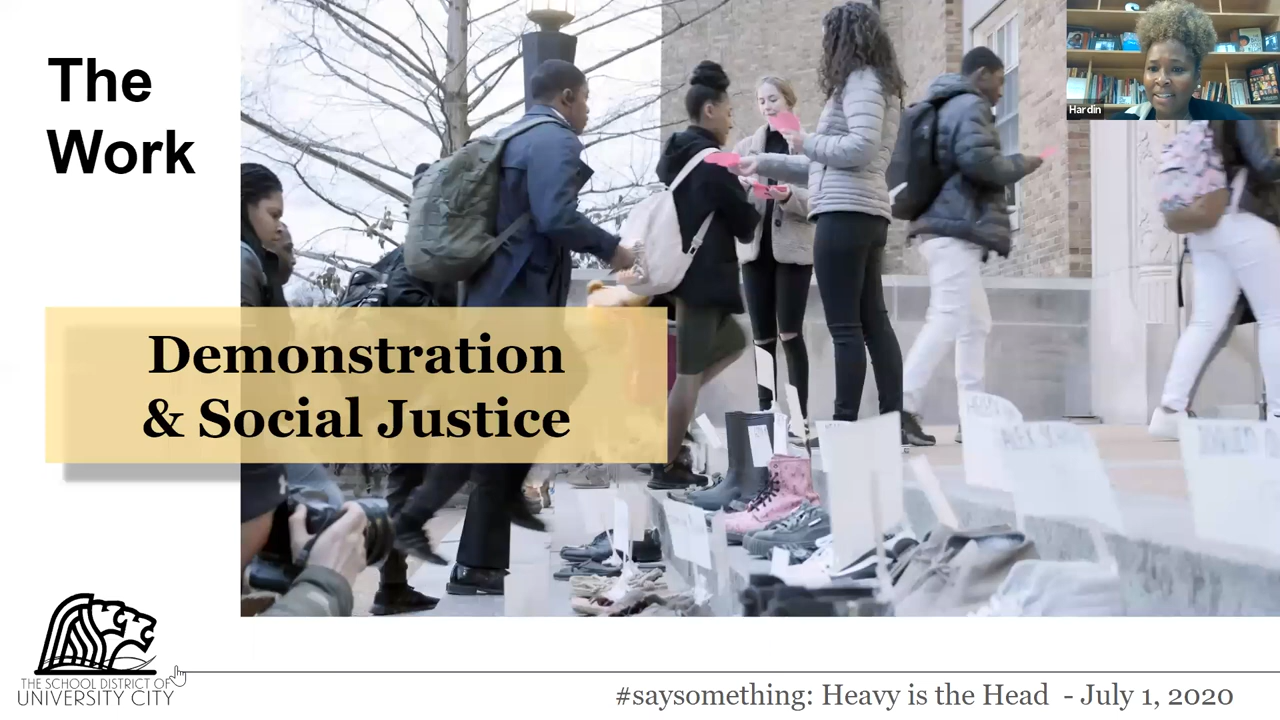 The
Work
Hardin
Demonstration
& Social Justice
THE SCHOOL DISTRICT OF
UNIVERSITY CITY
#saysomething: Heavy is the Head - July 1, 2020